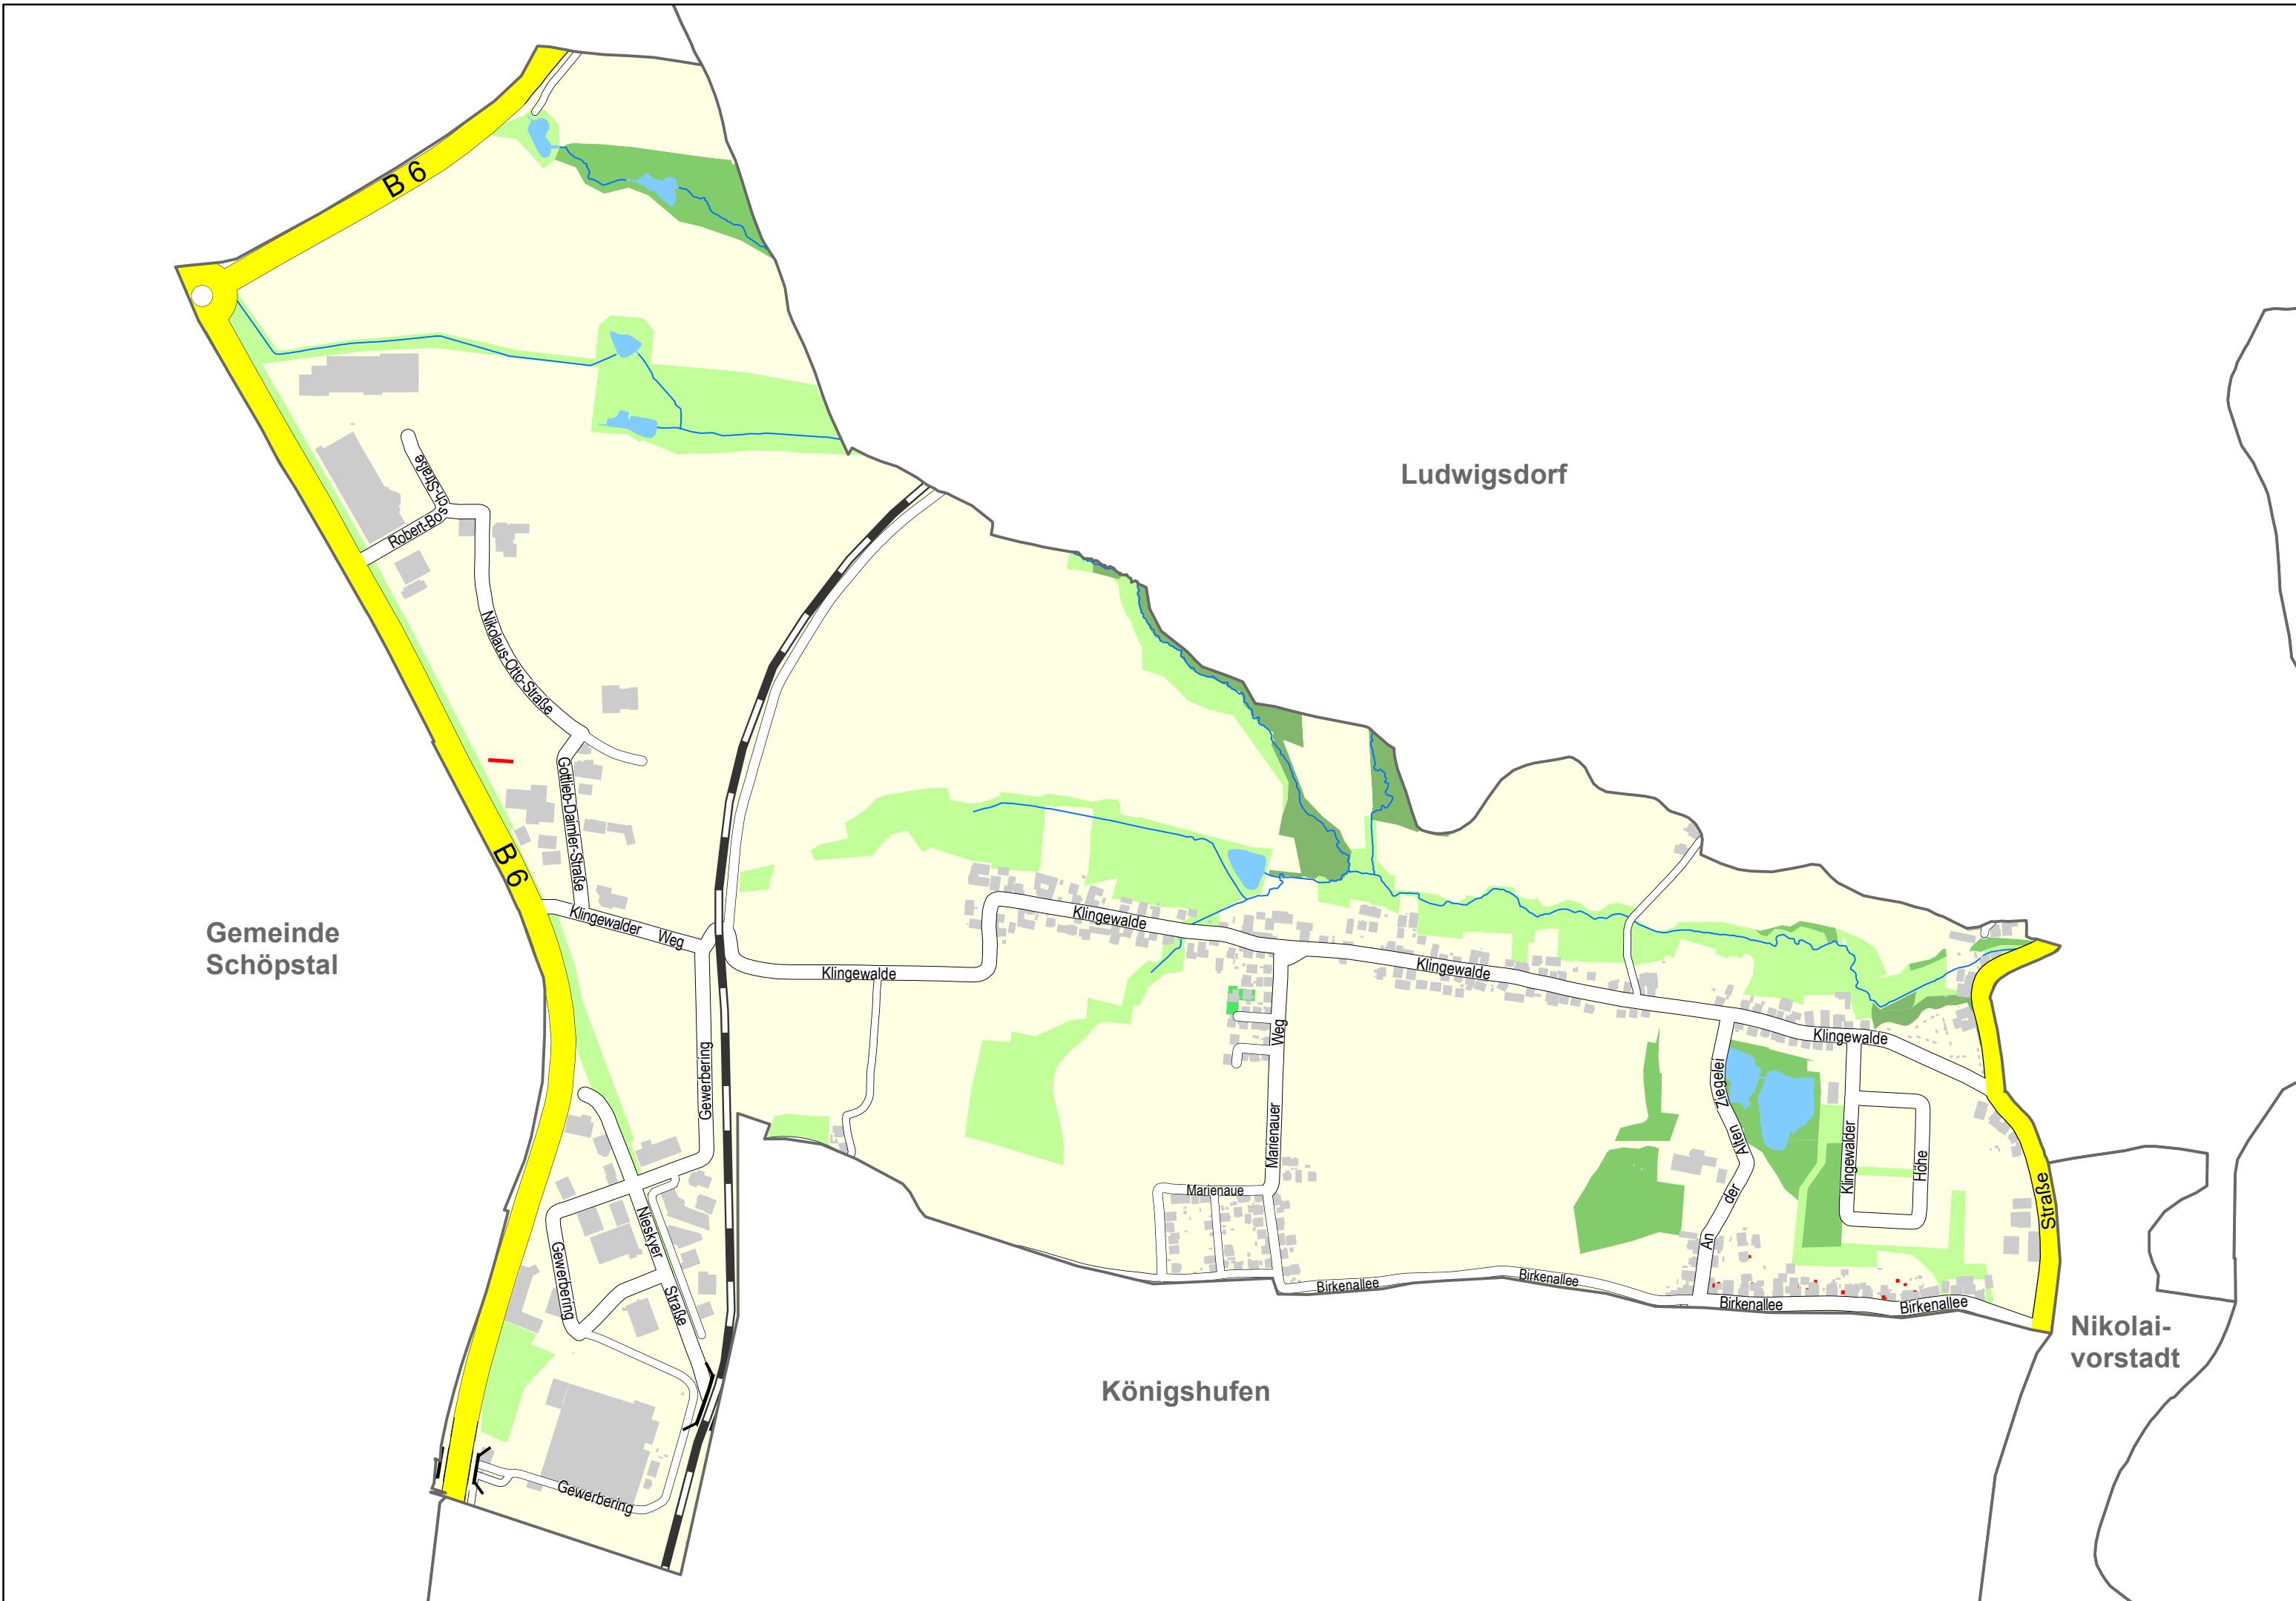 B 6
Ludwigsdorf
Robert-Bosch-Straße
Nikolaus-Otto-Straße
Gottlieb-Daimler-Straße
B 6
Klingewalder Weg
Gemeinde
Schöpstal
Klingewalde
Klingewalde
Klingewalde
Klingewalde
Gewerbering
Marienauer Weg
Marienaue
An der Alten Ziegelei
Klingewalder Höhe
Straße
Nieskyer Straße
Gewerbering
Birkenallee
Birkenallee
Birkenallee
Birkenallee
Nikolai-
vorstadt
Königshufen
Gewerbering